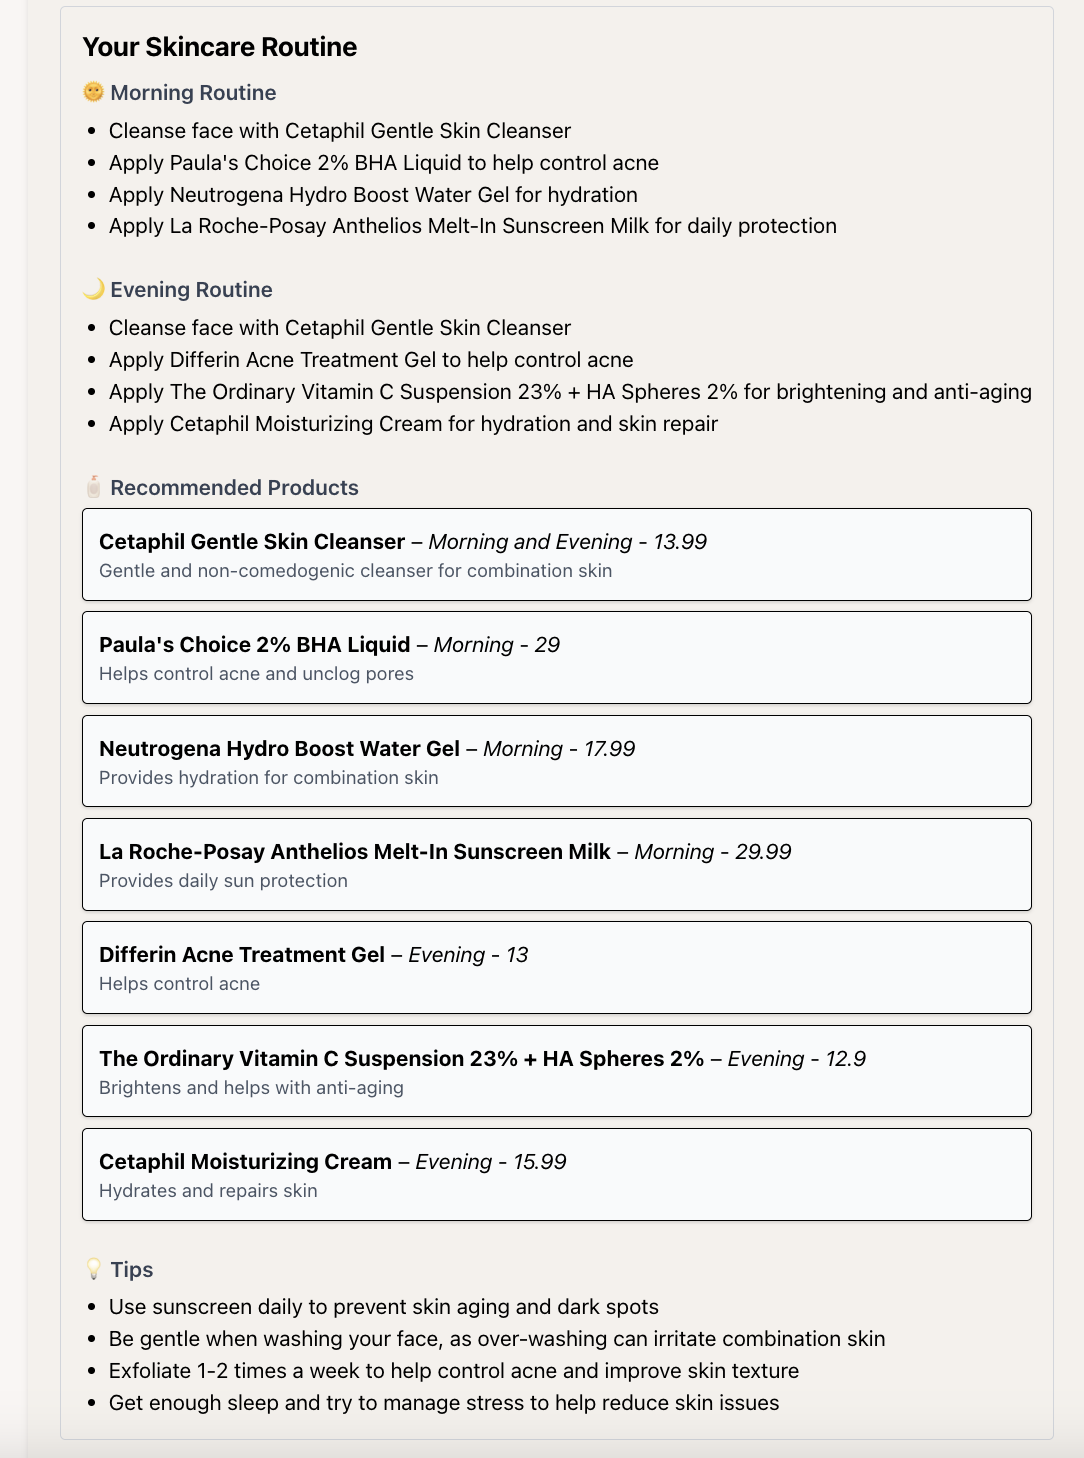 Your Skincare Routine
🌞 Morning Routine
• Cleanse face with Cetaphil Gentle Skin Cleanser
• Apply Paula's Choice 2% BHA Liquid to help control acne
• Apply Neutrogena Hydro Boost Water Gel for hydration
• Apply La Roche-Posay Anthelios Melt-In Sunscreen Milk for daily protection
🌙 Evening Routine
• Cleanse face with Cetaphil Gentle Skin Cleanser
• Apply Differin Acne Treatment Gel to help control acne
• Apply The Ordinary Vitamin C Suspension 23% + HA Spheres 2% for brightening and anti-aging
• Apply Cetaphil Moisturizing Cream for hydration and skin repair
🧴 Recommended Products
Cetaphil Gentle Skin Cleanser – Morning and Evening - 13.99
Gentle and non-comedogenic cleanser for combination skin
Paula's Choice 2% BHA Liquid – Morning - 29
Helps control acne and unclog pores
Neutrogena Hydro Boost Water Gel – Morning - 17.99
Provides hydration for combination skin
La Roche-Posay Anthelios Melt-In Sunscreen Milk – Morning - 29.99
Provides daily sun protection
Differin Acne Treatment Gel – Evening - 13
Helps control acne
The Ordinary Vitamin C Suspension 23% + HA Spheres 2% – Evening - 12.9
Brightens and helps with anti-aging
Cetaphil Moisturizing Cream – Evening - 15.99
Hydrates and repairs skin
💡 Tips
• Use sunscreen daily to prevent skin aging and dark spots
• Be gentle when washing your face, as over-washing can irritate combination skin
• Exfoliate 1-2 times a week to help control acne and improve skin texture
• Get enough sleep and try to manage stress to help reduce skin issues